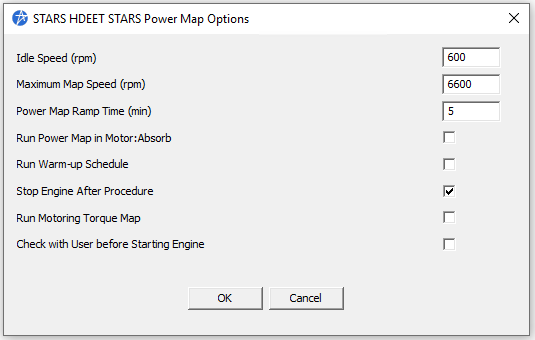 STARS HDEET STARS Power Map Options
Idle Speed (rpm) 600
Maximum Map Speed (rpm) 6600
Power Map Ramp Time (min) 5
Run Power Map in Motor:Absorb
Run Warm-up Schedule
Stop Engine After Procedure
Run Motoring Torque Map
Check with User before Starting Engine
OK Cancel